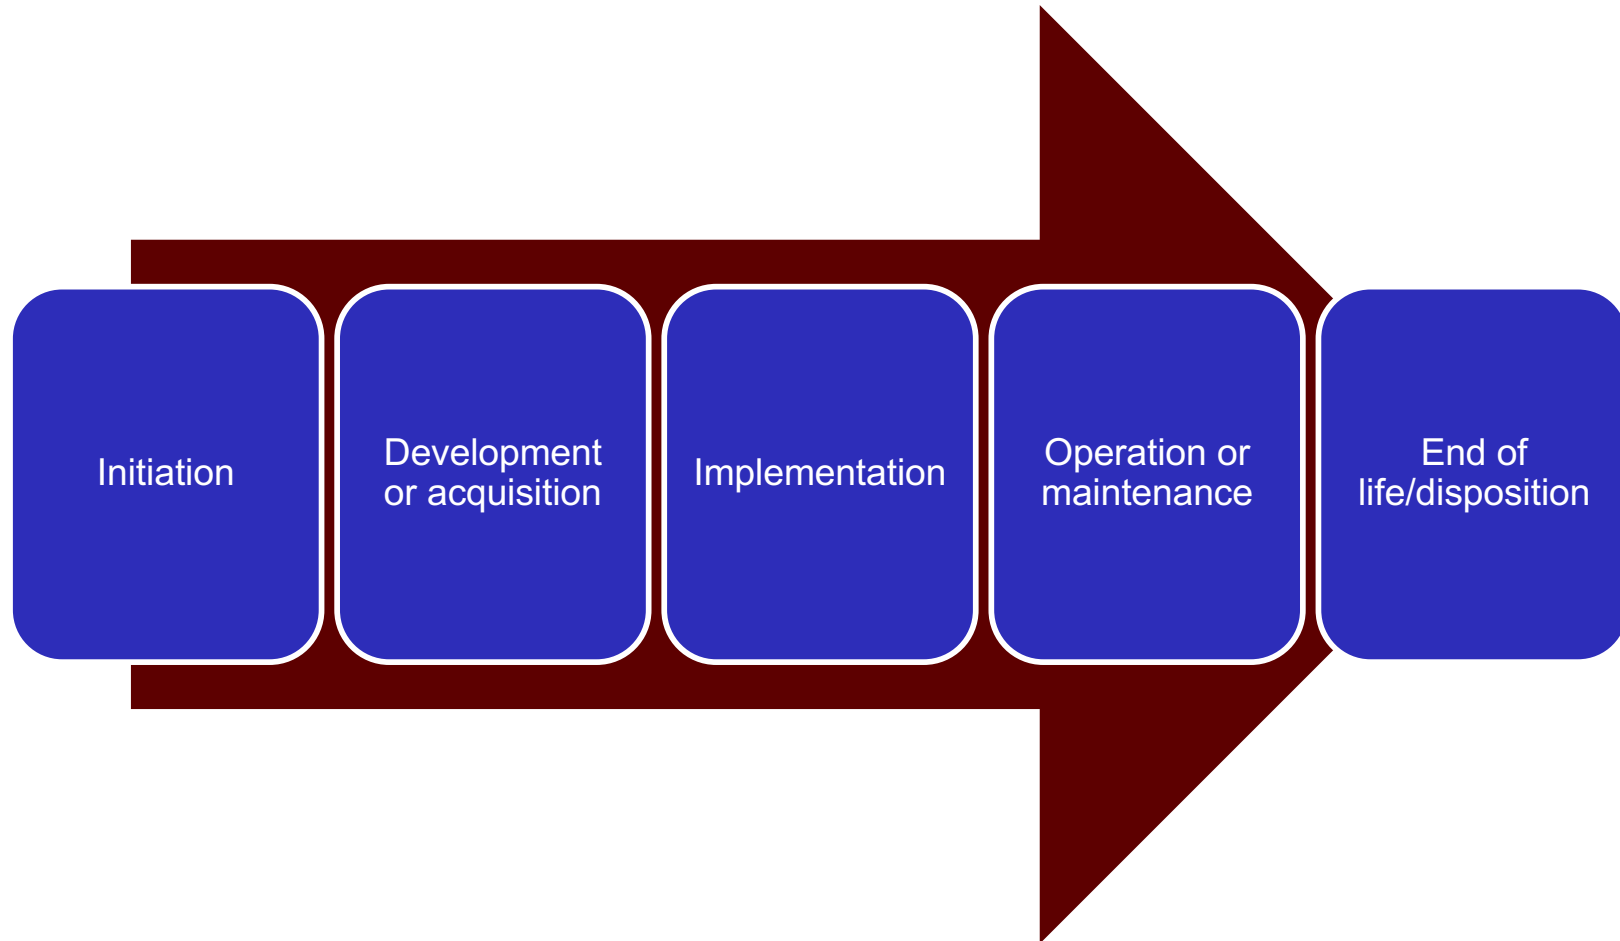 Initiation
Development
or acquisition
Implementation
Operation or
maintenance
End of
life/disposition